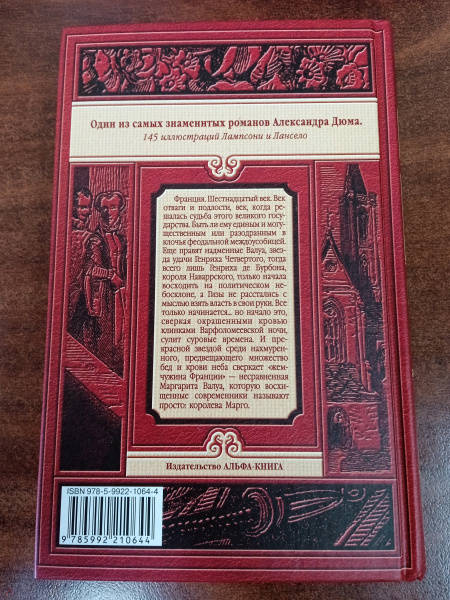 Один из самых знаменитых романов Александра Дюма.
145 иллюстраций Лампсони и Лансело
Франция. Шестнадцатый век. Век
отваги и подлости, век, когда ре-
шалась судьба этого великого госу-
дарства. Быть ли ему единым и могу-
щественным или разодранным в
клочья феодальной междоусобицей.
Еще правят надменные Валуа, звез-
да удачи Генриха Четвертого, тогда
всего лишь Генриха де Бурбона,
короля Наваррского, только начала
восходить на политическом не-
босклоне, а Гизы не расстались с
мыслью взять власть в свои руки. Все
только начинается... но начало это,
сверкая окрашенными кровью
клинками Варфоломеевской ночи,
сулит суровые времена. И пре-
красной звездой среди нахмурен-
ного, предвещающего множество
бед и крови неба сверкает «жем-
чужина Франции» — несравненная
Маргарита Валуа, которую восхи-
щенные современники называют
просто: королева Марго.
Издательство АЛЬФА-КНИГА
ISBN 978-5-9922-1064-4
9 785992 210644